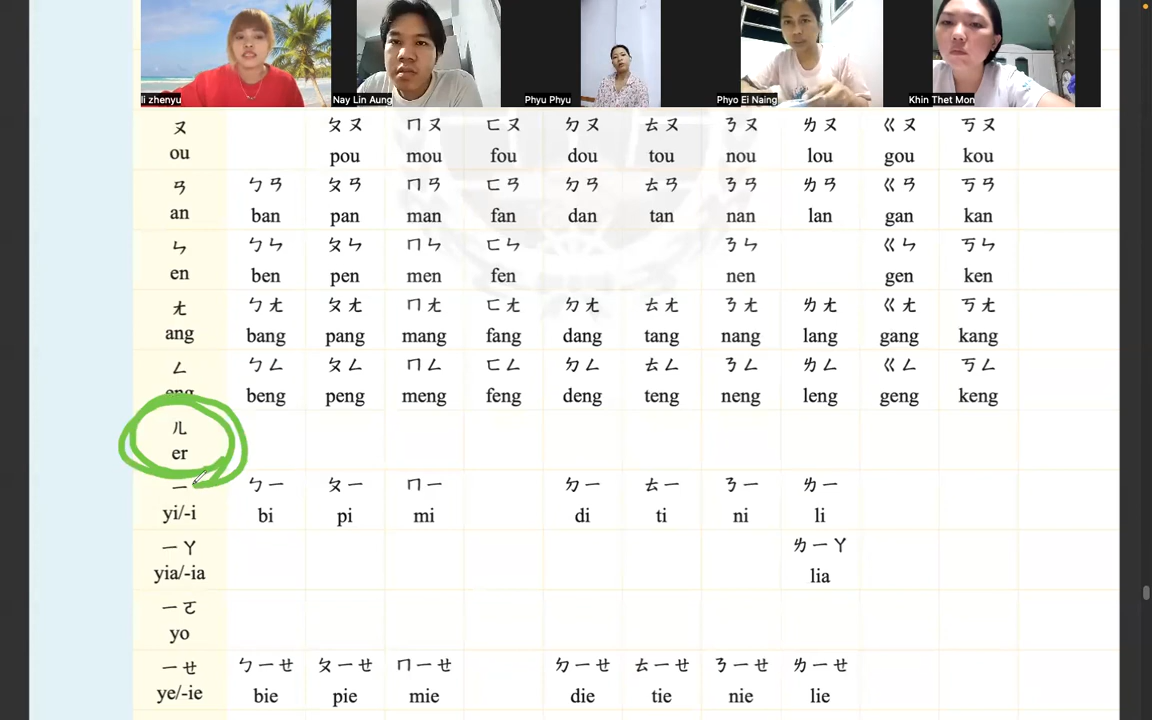 li zhenyu Nay Lin Aung Phyu Phyu Phyo Ei Naing Khin Thet Mon
ㄡ ㄆㄡ ㄇㄡ ㄈㄡ ㄉㄡ ㄊㄡ ㄋㄡ ㄌㄡ ㄍㄡ ㄎㄡ
ou pou mou fou dou tou nou lou gou kou
ㄢ ㄅㄢ ㄆㄢ ㄇㄢ ㄈㄢ ㄉㄢ ㄊㄢ ㄋㄢ ㄌㄢ ㄍㄢ ㄎㄢ
an ban pan man fan dan tan nan lan gan kan
ㄣ ㄅㄣ ㄆㄣ ㄇㄣ ㄈㄣ ㄋㄣ ㄍㄣ ㄎㄣ
en ben pen men fen nen gen ken
ㄤ ㄅㄤ ㄆㄤ ㄇㄤ ㄈㄤ ㄉㄤ ㄊㄤ ㄋㄤ ㄌㄤ ㄍㄤ ㄎㄤ
ang bang pang mang fang dang tang nang lang gang kang
ㄥ ㄅㄥ ㄆㄥ ㄇㄥ ㄈㄥ ㄉㄥ ㄊㄥ ㄋㄥ ㄌㄥ ㄍㄥ ㄎㄥ
eng beng peng meng feng deng teng neng leng geng keng
ㄦ
er
ㄧ ㄅㄧ ㄆㄧ ㄇㄧ ㄉㄧ ㄊㄧ ㄋㄧ ㄌㄧ
yi/-i bi pi mi di ti ni li
ㄧㄚ ㄌㄧㄚ
yia/-ia lia
ㄧㄛ
yo
ㄧㄝ ㄅㄧㄝ ㄆㄧㄝ ㄇㄧㄝ ㄉㄧㄝ ㄊㄧㄝ ㄋㄧㄝ ㄌㄧㄝ
ye/-ie bie pie mie die tie nie lie